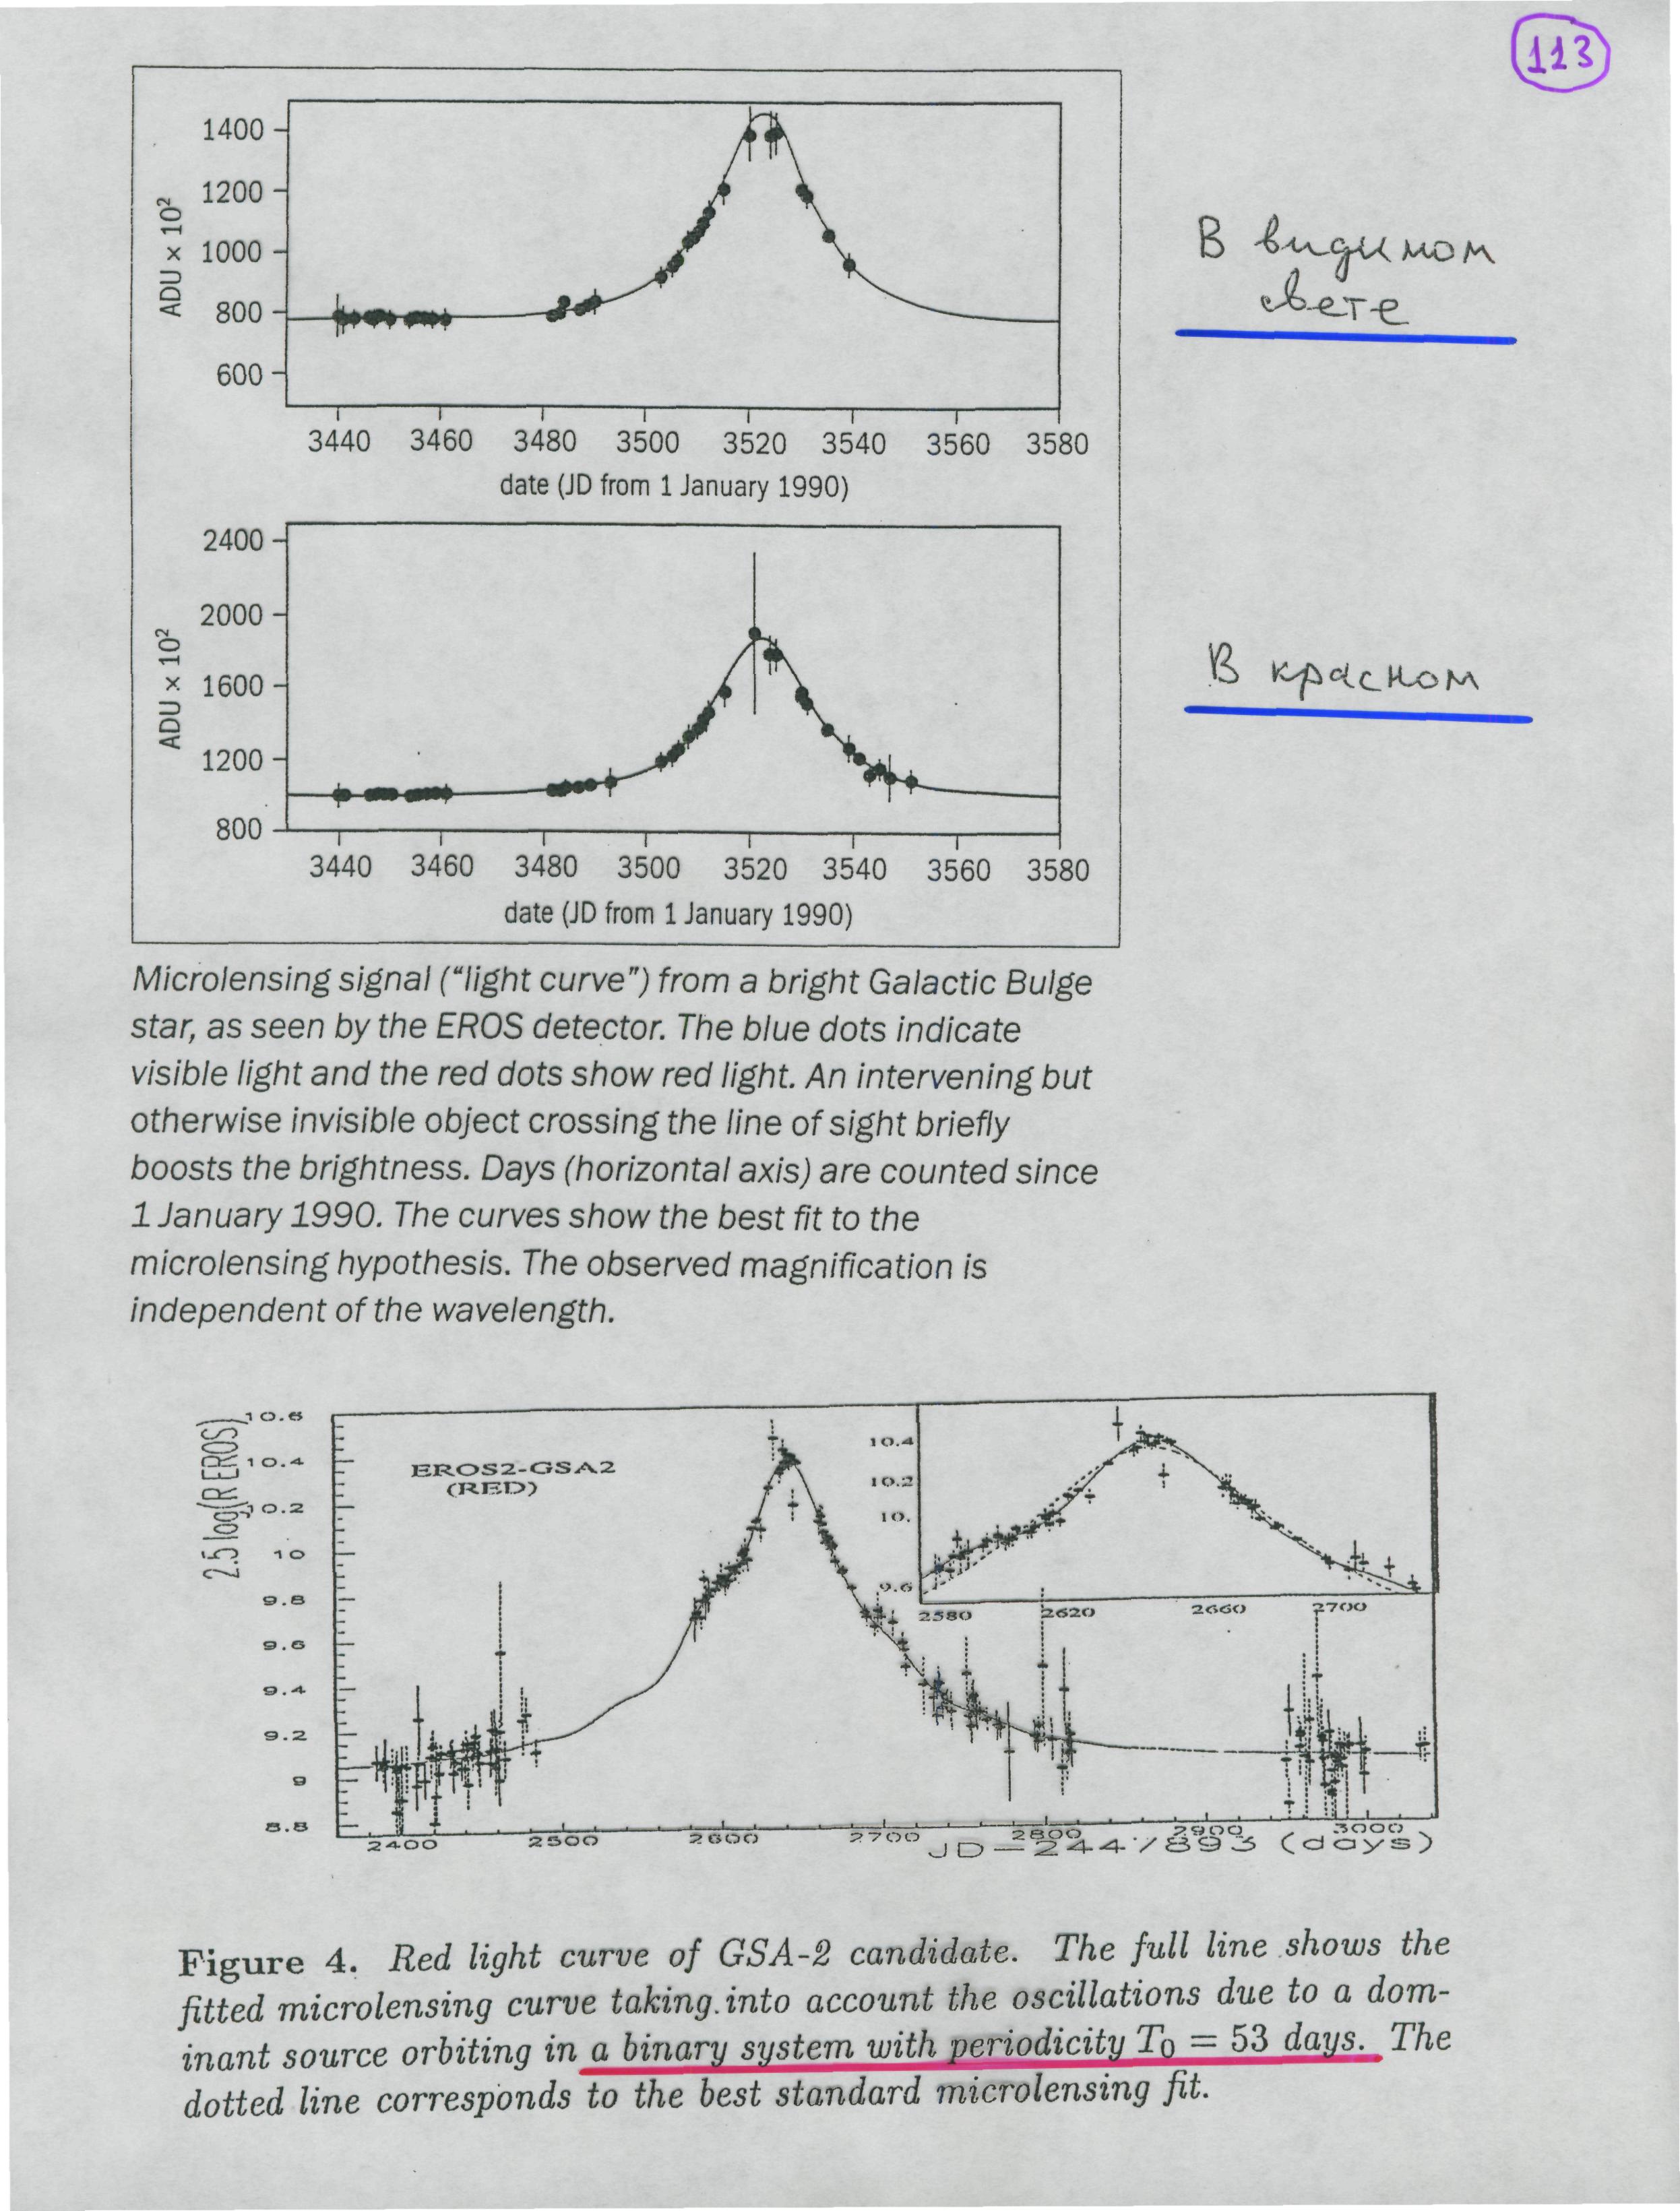 113
1400
1200
1000
800
600
ADU × 10²
3440 3460 3480 3500 3520 3540 3560 3580
date (JD from 1 January 1990)
В видимом
свете
2400
2000
1600
1200
800
ADU × 10²
3440 3460 3480 3500 3520 3540 3560 3580
date (JD from 1 January 1990)
В красном
Microlensing signal (“light curve”) from a bright Galactic Bulge
star, as seen by the EROS detector. The blue dots indicate
visible light and the red dots show red light. An intervening but
otherwise invisible object crossing the line of sight briefly
boosts the brightness. Days (horizontal axis) are counted since
1 January 1990. The curves show the best fit to the
microlensing hypothesis. The observed magnification is
independent of the wavelength.
2.5 log(R EROS)
10.6
10.4
10.2
10
9.8
9.6
9.4
9.2
9
8.8
EROS2-GSA2
(RED)
10.4
10.2
10.
9.6
2580 2620 2660 2700
2400 2500 2600 2700 2800 2900 3000
JD-2447893 (days)
Figure 4. Red light curve of GSA-2 candidate. The full line shows the
fitted microlensing curve taking into account the oscillations due to a dom-
inant source orbiting in a binary system with periodicity T₀ = 53 days. The
dotted line corresponds to the best standard microlensing fit.